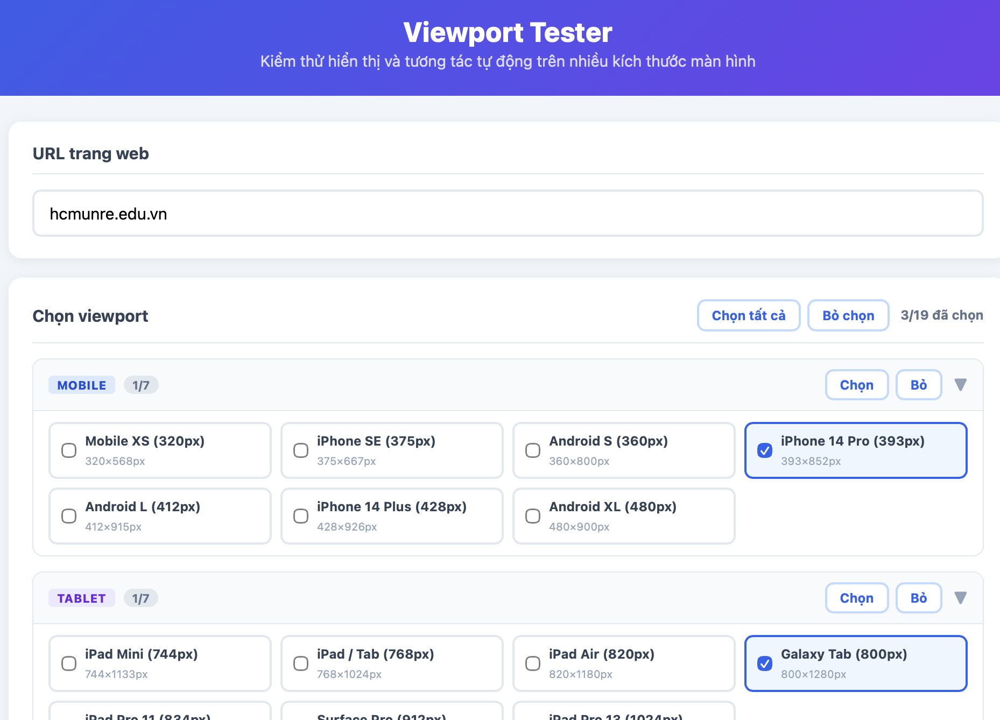 Viewport Tester
Kiểm thử hiển thị và tương tác tự động trên nhiều kích thước màn hình
URL trang web
hcmunre.edu.vn
Chọn viewport
Chọn tất cả
Bỏ chọn
3/19 đã chọn
MOBILE
1/7
Chọn
Bỏ
Mobile XS (320px)
320×568px
iPhone SE (375px)
375×667px
Android S (360px)
360×800px
iPhone 14 Pro (393px)
393×852px
Android L (412px)
412×915px
iPhone 14 Plus (428px)
428×926px
Android XL (480px)
480×900px
TABLET
1/7
Chọn
Bỏ
iPad Mini (744px)
744×1133px
iPad / Tab (768px)
768×1024px
iPad Air (820px)
820×1180px
Galaxy Tab (800px)
800×1280px
iPad Pro 11 (834px)
Surface Pro (912px)
iPad Pro 13 (1024px)